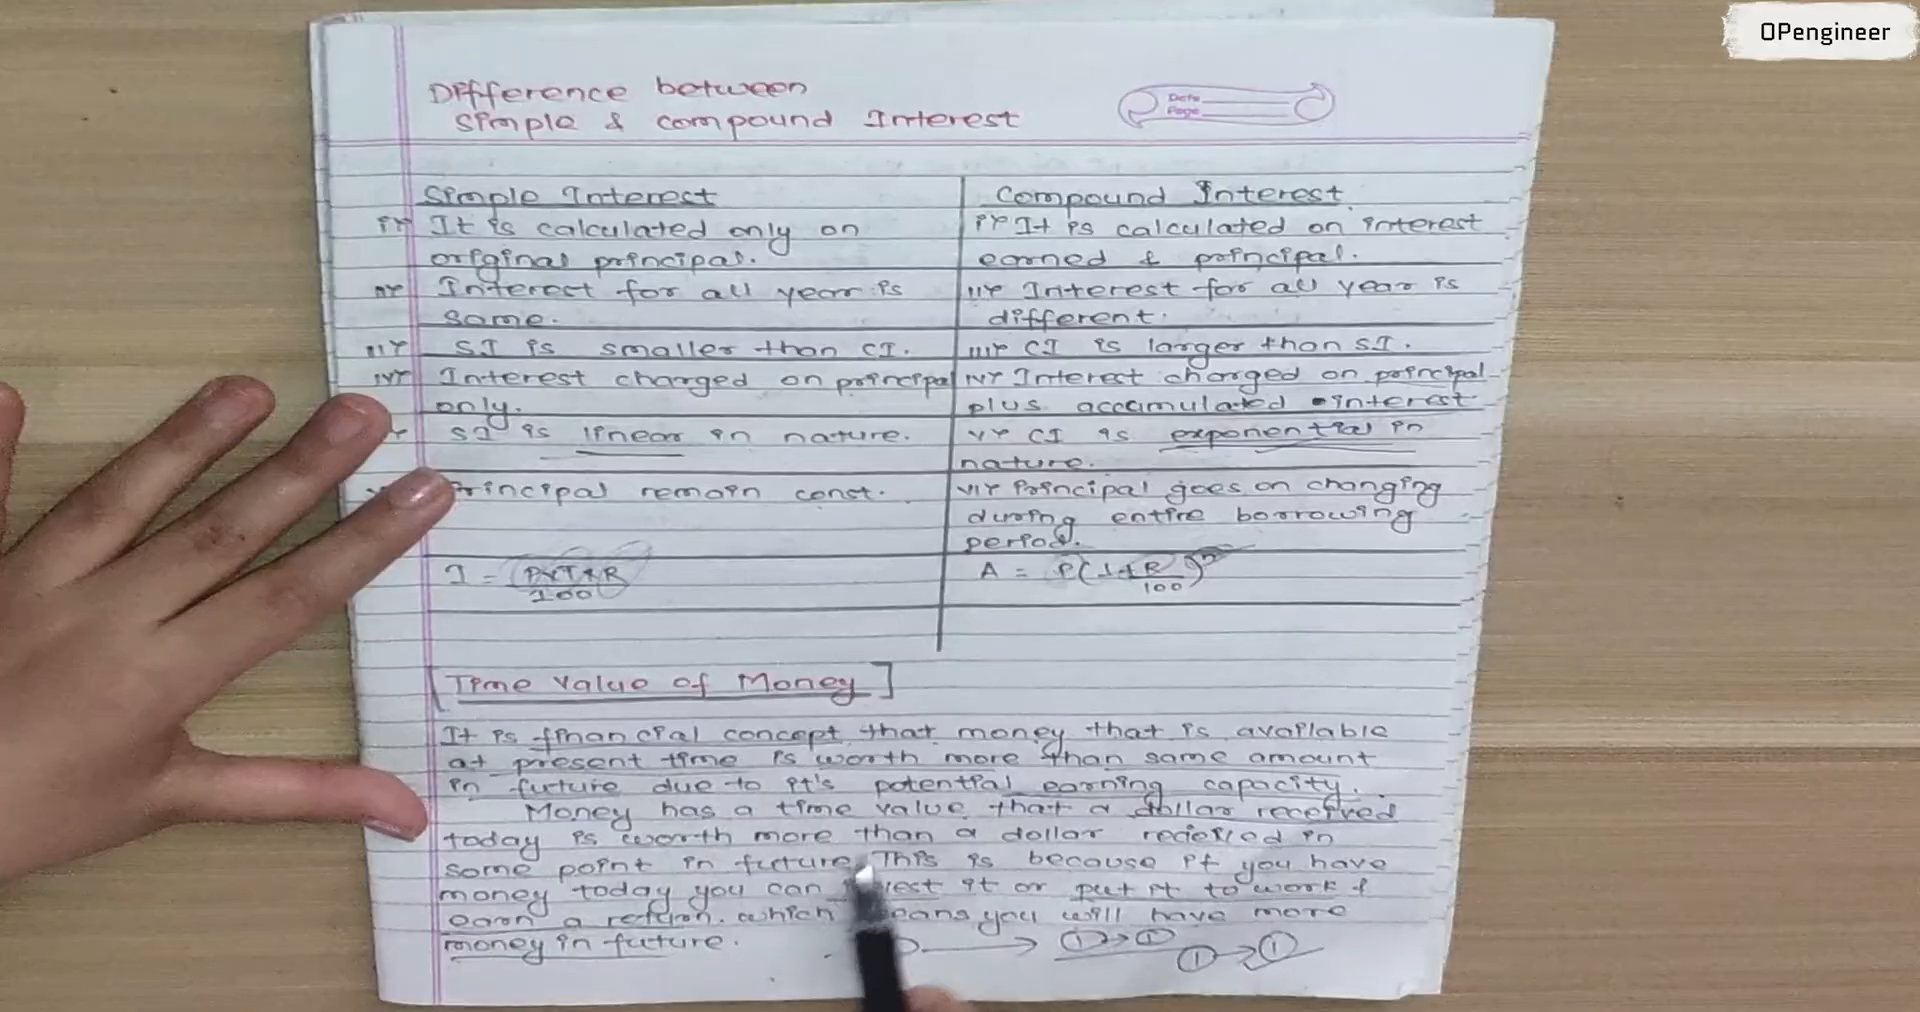 OPengineer
Difference between
Simple & compound Interest
Date
Page
Simple Interest
i> It is calculated only on
original principal.
ii> Interest for all year is
same.
iii> SI is smaller than CI.
iv> Interest charged on principal
only.
SI is linear in nature.
Principal remain const.
I = P×T×R
100
Compound Interest
i> It is calculated on interest
earned & principal.
ii> Interest for all year is
different.
iii> CI is larger than SI.
iv> Interest charged on principal
plus accumulated interest
v> CI is exponential in
nature.
vi> Principal goes on changing
during entire borrowing
period.
A = P(1+R
100
[Time Value of Money]
It is financial concept that money that is available
at present time is worth more than same amount
in future due to it's potential earning capacity.
Money has a time value that a dollar received
today is worth more than a dollar in
some point in future. This is because if you have
money today you can it or put it to work &
earn a return. which you will have more
money in future.
① → ①
① → ①